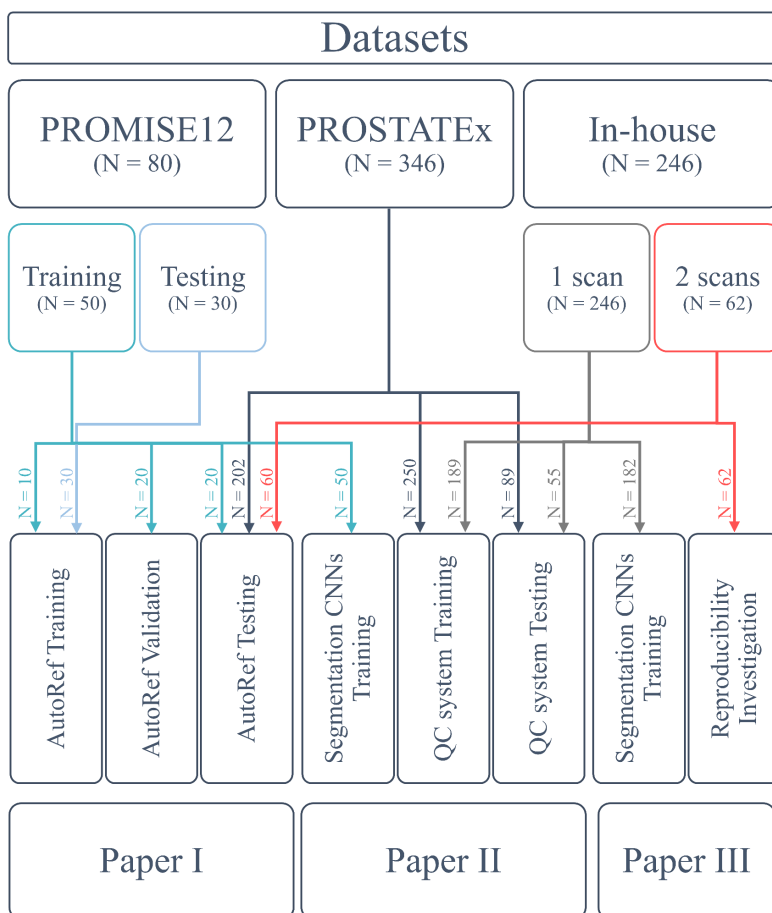 Datasets
PROMISE12
(N = 80)
PROSTATEx
(N = 346)
In-house
(N = 246)
Training
(N = 50)
Testing
(N = 30)
1 scan
(N = 246)
2 scans
(N = 62)
N = 10
N = 30
N = 20
N = 20
N = 202
N = 60
N = 50
N = 250
N = 189
N = 89
N = 55
N = 182
N = 62
AutoRef Training
AutoRef Validation
AutoRef Testing
Segmentation CNNs
Training
QC system Training
QC system Testing
Segmentation CNNs
Training
Reproducibility
Investigation
Paper I
Paper II
Paper III